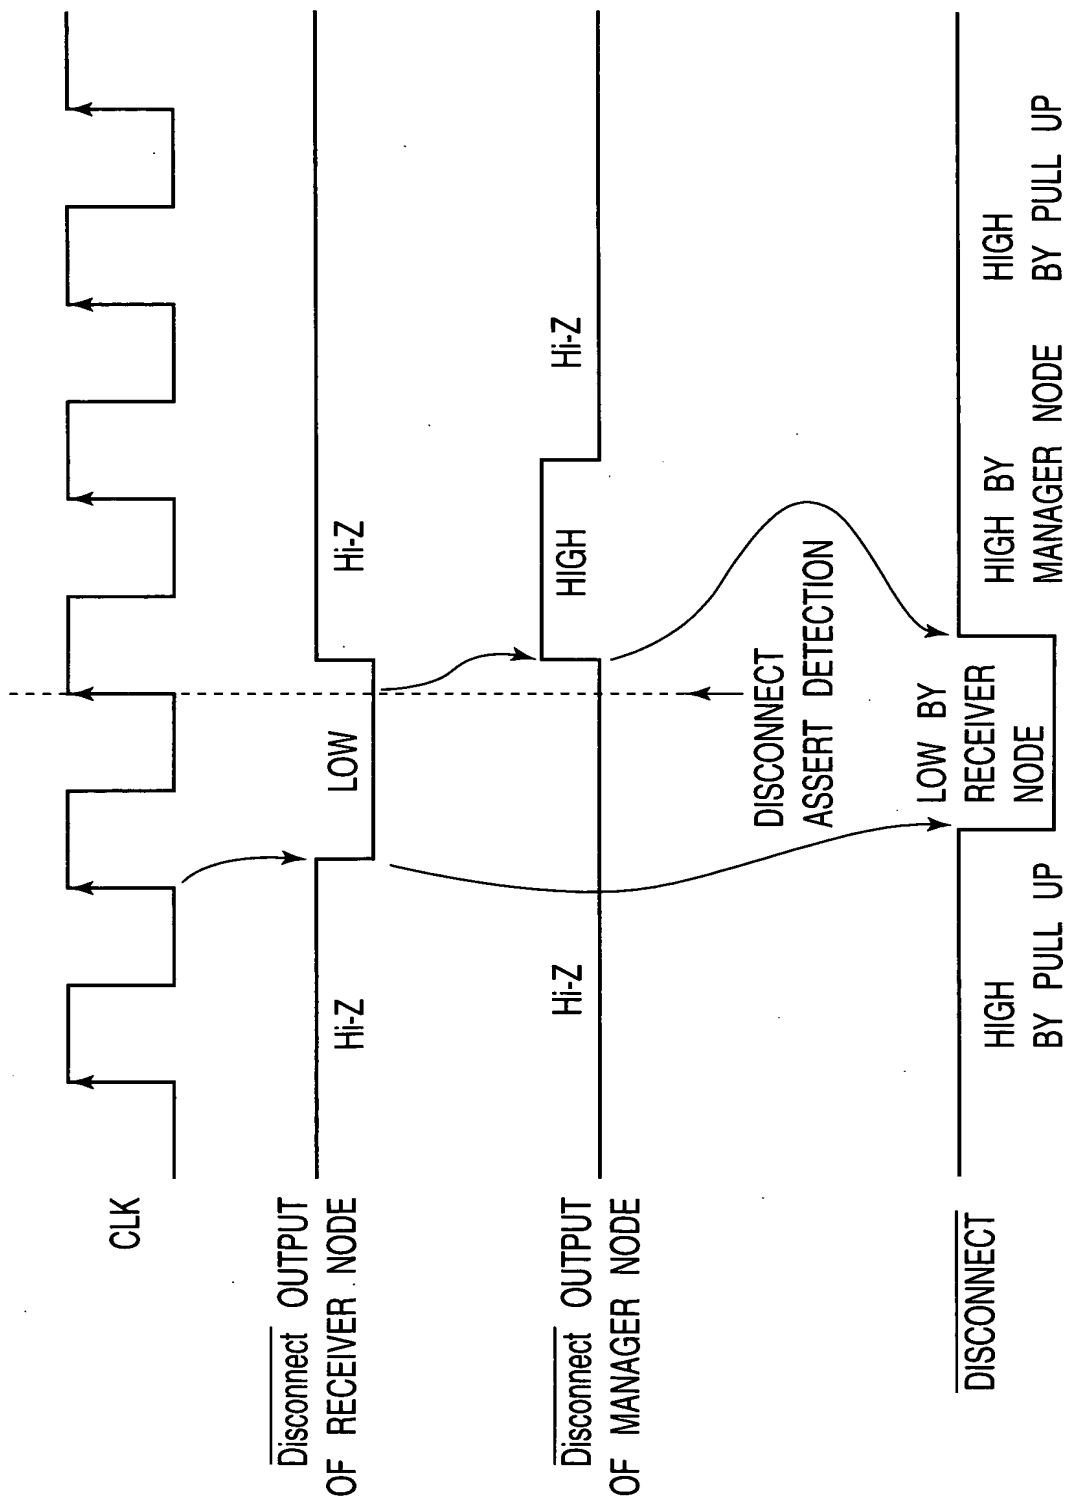 CLK
Disconnect OUTPUT
OF RECEIVER NODE
Hi-Z
LOW
Hi-Z
Disconnect OUTPUT
OF MANAGER NODE
Hi-Z
HIGH
Hi-Z
DISCONNECT
ASSERT DETECTION
DISCONNECT
HIGH
BY PULL UP
LOW BY
RECEIVER
NODE
HIGH BY
MANAGER NODE
HIGH
BY PULL UP